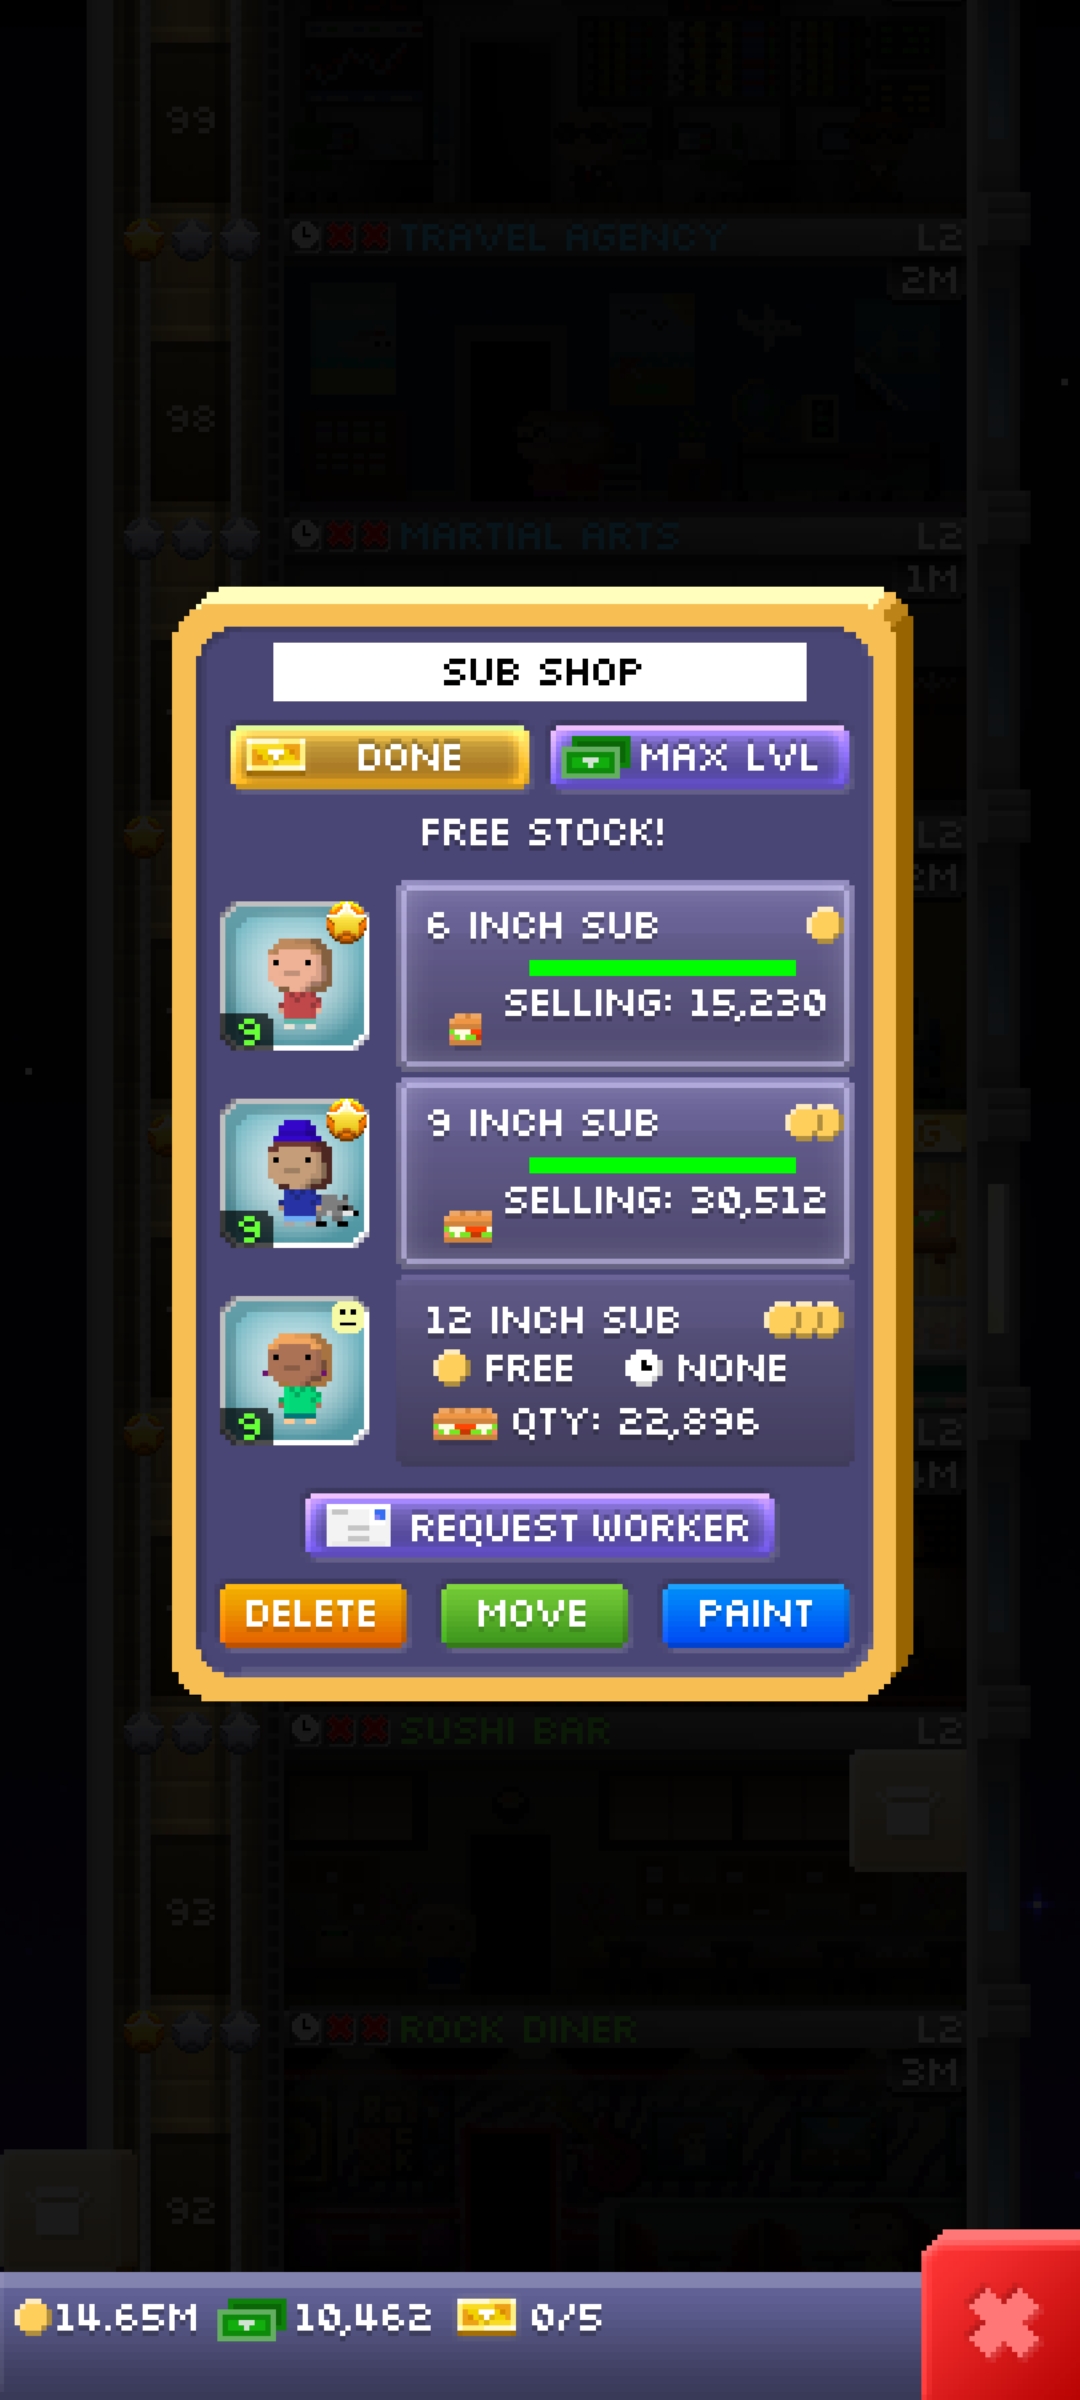 99
TRAVEL AGENCY L2
2M
98
MARTIAL ARTS L2
1M
SUB SHOP
DONE
MAX LVL
FREE STOCK!
L2
2M
6 INCH SUB
SELLING: 15,230
9
9 INCH SUB
SELLING: 30,512
9
12 INCH SUB
FREE NONE
QTY: 22,896
9
L2
REQUEST WORKER
DELETE MOVE PAINT
SUSHI BAR L2
93
ROCK DINER L2
3M
92
14.65M 10,462 0/5